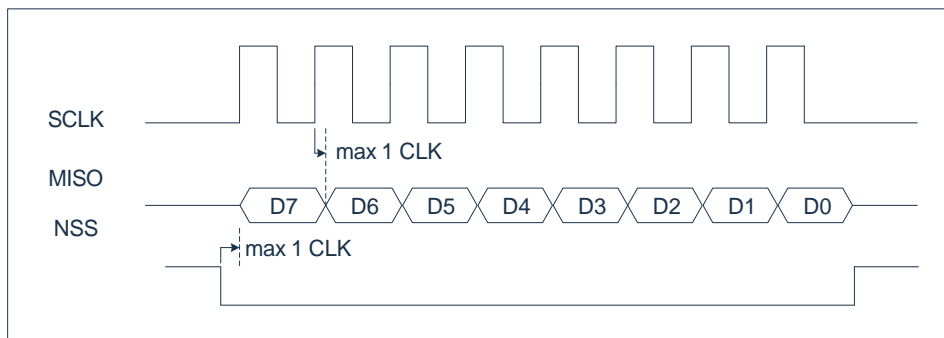 SCLK
max 1 CLK
MISO
D7 D6 D5 D4 D3 D2 D1 D0
NSS
max 1 CLK